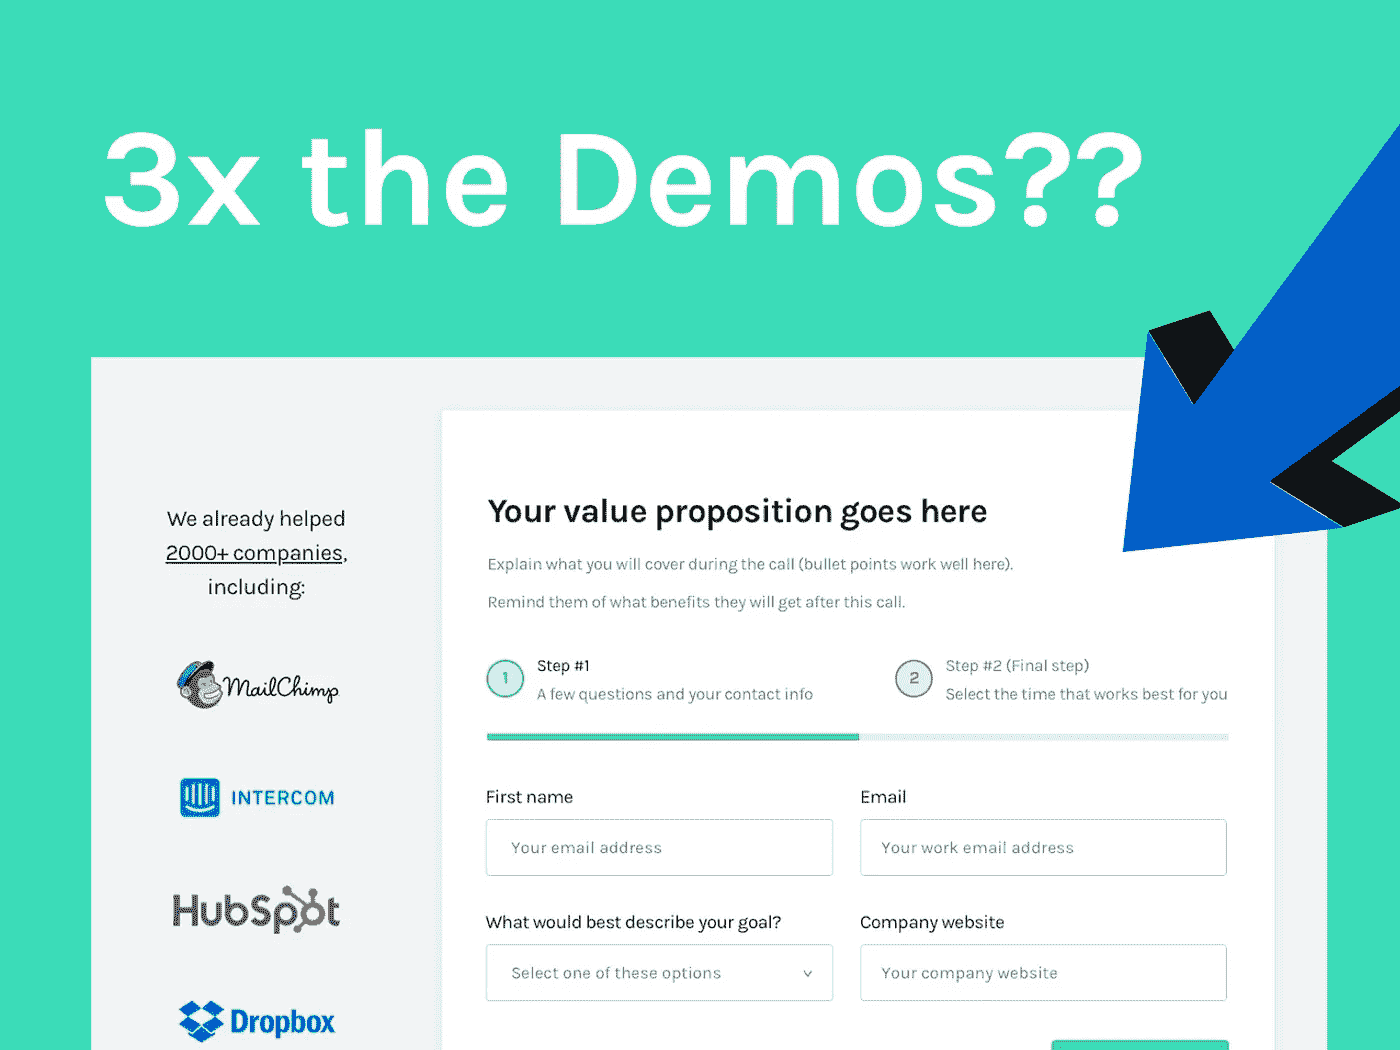 3x the Demos??
We already helped
2000+ companies,
including:
MailChimp
INTERCOM
HubSpot
Dropbox
Your value proposition goes here
Explain what you will cover during the call (bullet points work well here).
Remind them of what benefits they will get after this call.
1
Step #1
A few questions and your contact info
2
Step #2 (Final step)
Select the time that works best for you
First name
Your email address
Email
Your work email address
What would best describe your goal?
Select one of these options
Company website
Your company website